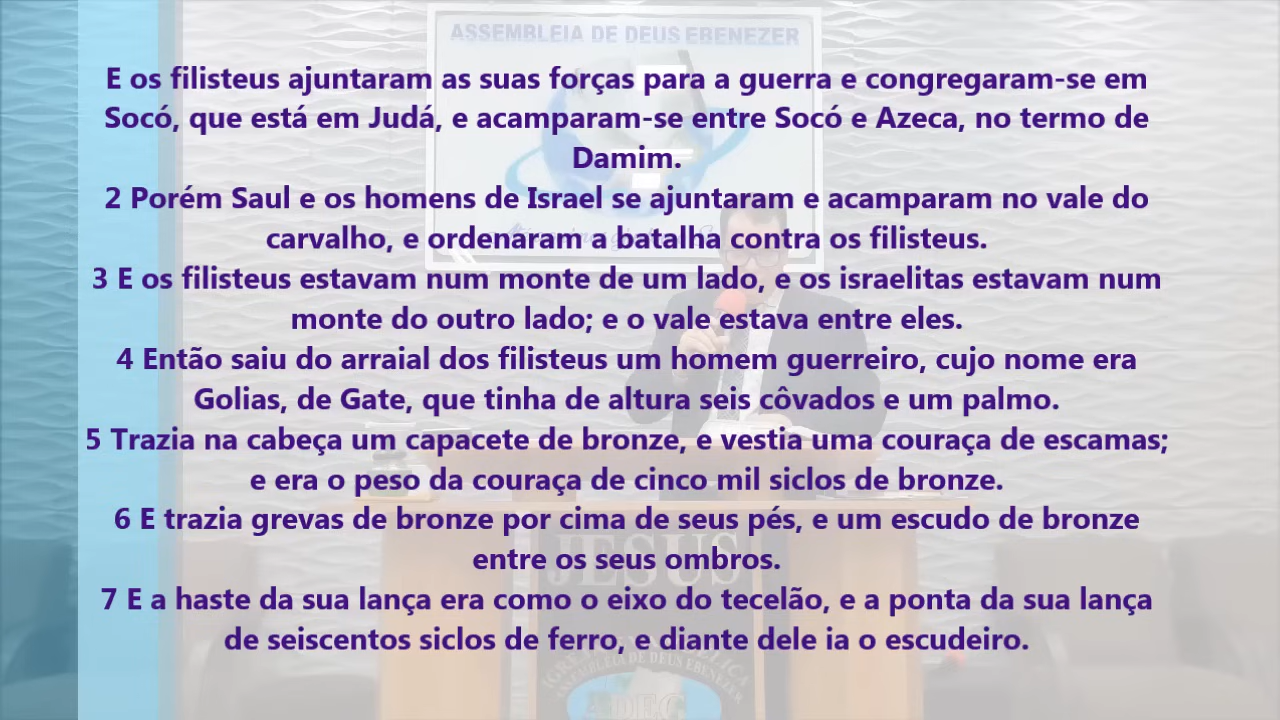 ASSEMBLEIA DE DEUS EBENEZER
E os filisteus ajuntaram as suas forças para a guerra e congregaram-se em
Socó, que está em Judá, e acamparam-se entre Socó e Azeca, no termo de
Damim.
2 Porém Saul e os homens de Israel se ajuntaram e acamparam no vale do
carvalho, e ordenaram a batalha contra os filisteus.
3 E os filisteus estavam num monte de um lado, e os israelitas estavam num
monte do outro lado; e o vale estava entre eles.
4 Então saiu do arraial dos filisteus um homem guerreiro, cujo nome era
Golias, de Gate, que tinha de altura seis côvados e um palmo.
5 Trazia na cabeça um capacete de bronze, e vestia uma couraça de escamas;
e era o peso da couraça de cinco mil siclos de bronze.
6 E trazia grevas de bronze por cima de seus pés, e um escudo de bronze
entre os seus ombros.
7 E a haste da sua lança era como o eixo do tecelão, e a ponta da sua lança
de seiscentos siclos de ferro, e diante dele ia o escudeiro.
JESUS
IGREJA EVANGÉLICA
ASSEMBLEIA DE DEUS EBENEZER